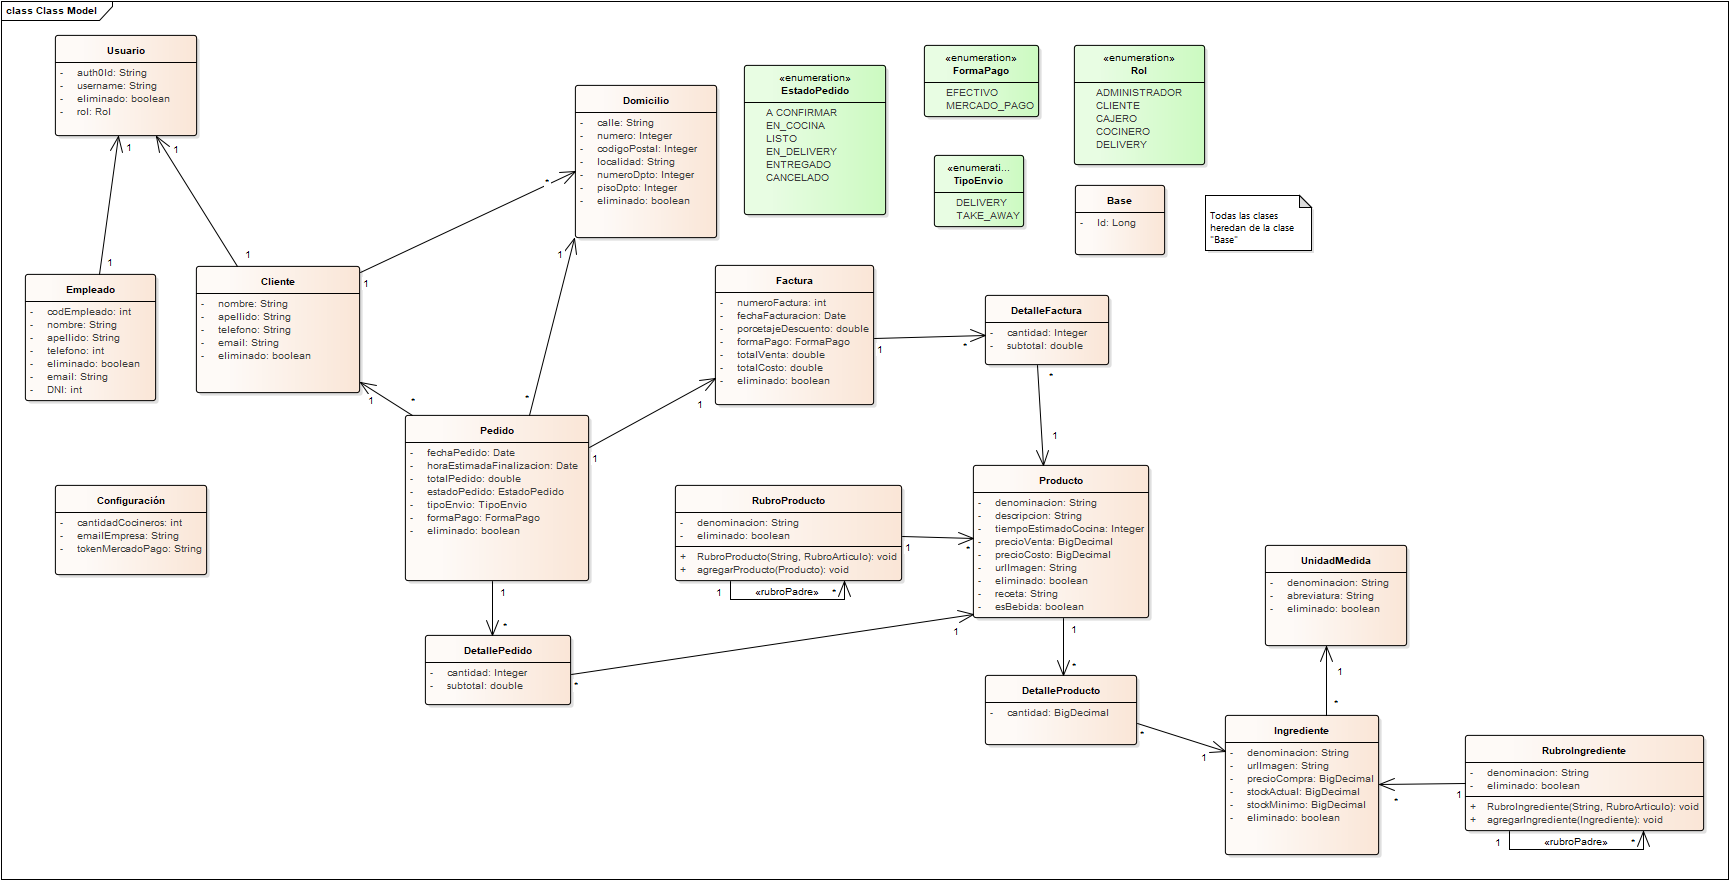 class Class Model
Usuario
- auth0Id: String
- username: String
- eliminado: boolean
- rol: Rol
1
1
Domicilio
- calle: String
- numero: Integer
- codigoPostal: Integer
- localidad: String
- numeroDpto: Integer
- pisoDpto: Integer
- eliminado: boolean
*
1
«enumeration»
EstadoPedido
A CONFIRMAR
EN_COCINA
LISTO
EN_DELIVERY
ENTREGADO
CANCELADO
«enumeration»
FormaPago
EFECTIVO
MERCADO_PAGO
«enumeration»
Rol
ADMINISTRADOR
CLIENTE
CAJERO
COCINERO
DELIVERY
«enumerati...
TipoEnvio
DELIVERY
TAKE_AWAY
Base
- Id: Long
Todas las clases
heredan de la clase
"Base"
1
1
1
Empleado
- codEmpleado: int
- nombre: String
- apellido: String
- telefono: int
- eliminado: boolean
- email: String
- DNI: int
Cliente
- nombre: String
- apellido: String
- telefono: String
- email: String
- eliminado: boolean
1
*
*
Factura
- numeroFactura: int
- fechaFacturacion: Date
- porcetajeDescuento: double
- formaPago: FormaPago
- totalVenta: double
- totalCosto: double
- eliminado: boolean
1
*
1
DetalleFactura
- cantidad: Integer
- subtotal: double
*
1
Pedido
- fechaPedido: Date
- horaEstimadaFinalizacion: Date
- totalPedido: double
- estadoPedido: EstadoPedido
- tipoEnvio: TipoEnvio
- formaPago: FormaPago
- eliminado: boolean
1
1
*
Configuración
- cantidadCocineros: int
- emailEmpresa: String
- tokenMercadoPago: String
RubroProducto
- denominacion: String
- eliminado: boolean
+ RubroProducto(String, RubroArticulo): void
+ agregarProducto(Producto): void
1
*
1 «rubroPadre» *
Producto
- denominacion: String
- descripcion: String
- tiempoEstimadoCocina: Integer
- precioVenta: BigDecimal
- precioCosto: BigDecimal
- urlImagen: String
- eliminado: boolean
- receta: String
- esBebida: boolean
1
1
*
DetallePedido
- cantidad: Integer
- subtotal: double
*
DetalleProducto
- cantidad: BigDecimal
*
1
UnidadMedida
- denominacion: String
- abreviatura: String
- eliminado: boolean
1
*
Ingrediente
- denominacion: String
- urlImagen: String
- precioCompra: BigDecimal
- stockActual: BigDecimal
- stockMinimo: BigDecimal
- eliminado: boolean
*
1
RubroIngrediente
- denominacion: String
- eliminado: boolean
+ RubroIngrediente(String, RubroArticulo): void
+ agregarIngrediente(Ingrediente): void
1 «rubroPadre» *